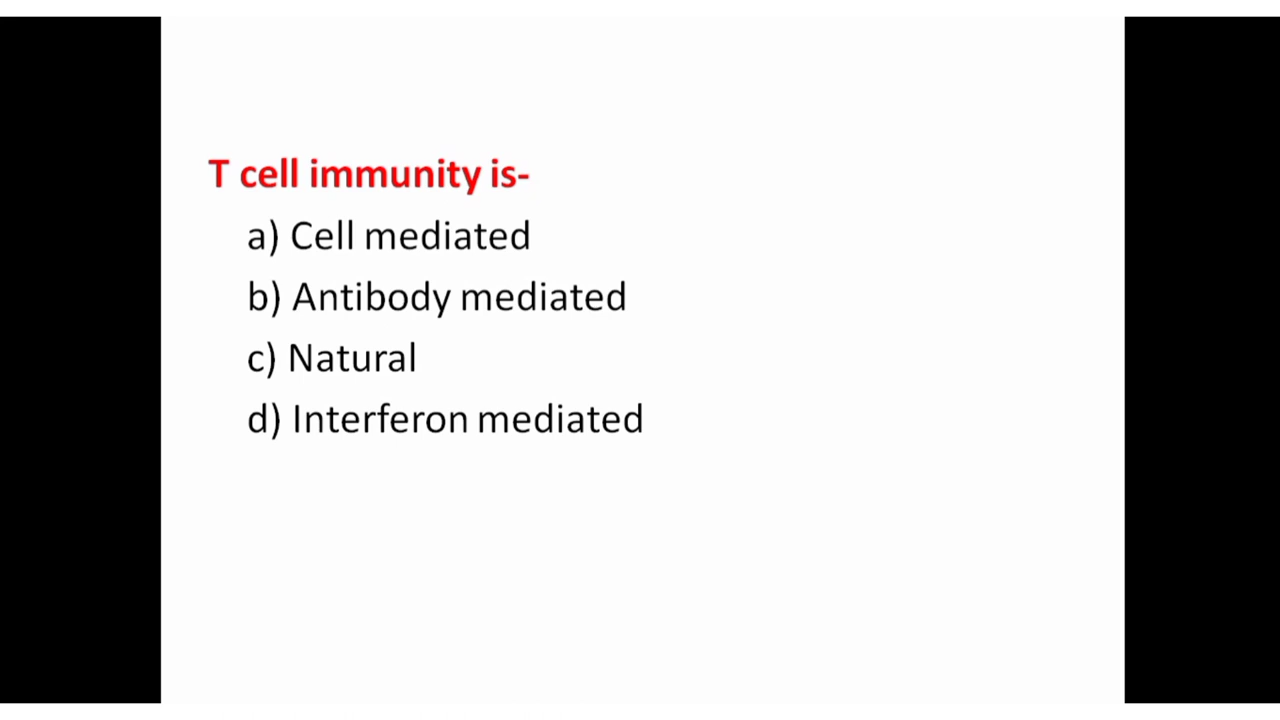 T cell immunity is-
a) Cell mediated
b) Antibody mediated
c) Natural
d) Interferon mediated